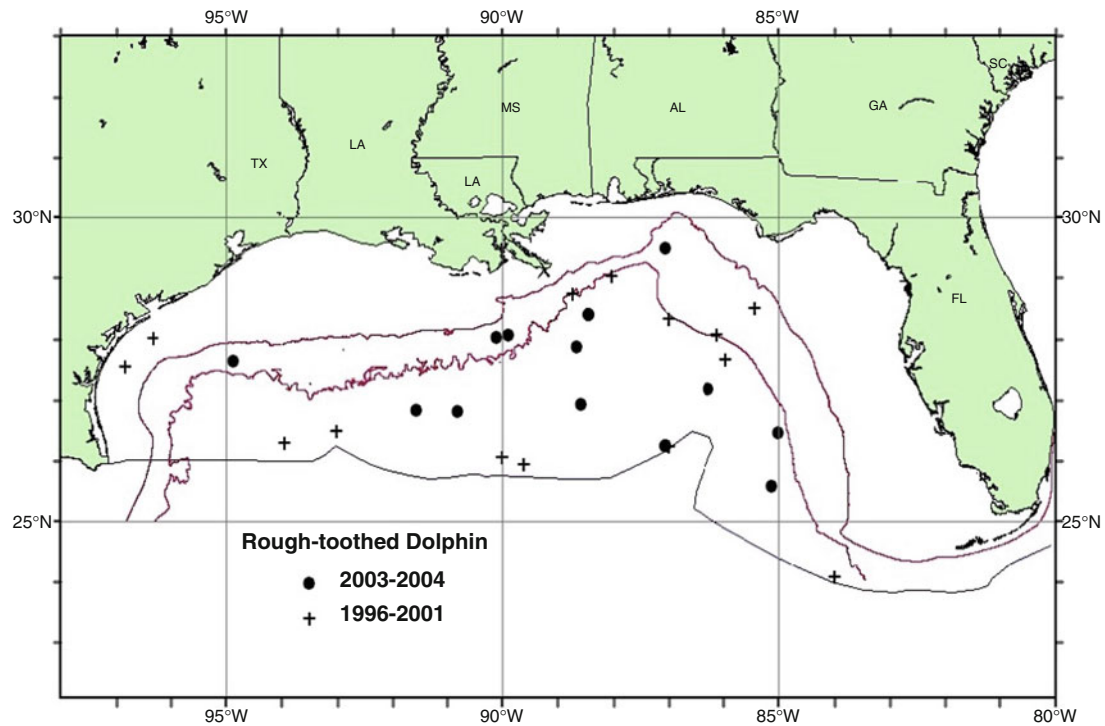 95°W 90°W 85°W
SC
MS AL GA
LA
TX
LA
30°N 30°N
FL
25°N 25°N
Rough-toothed Dolphin
2003-2004
1996-2001
95°W 90°W 85°W 80°W